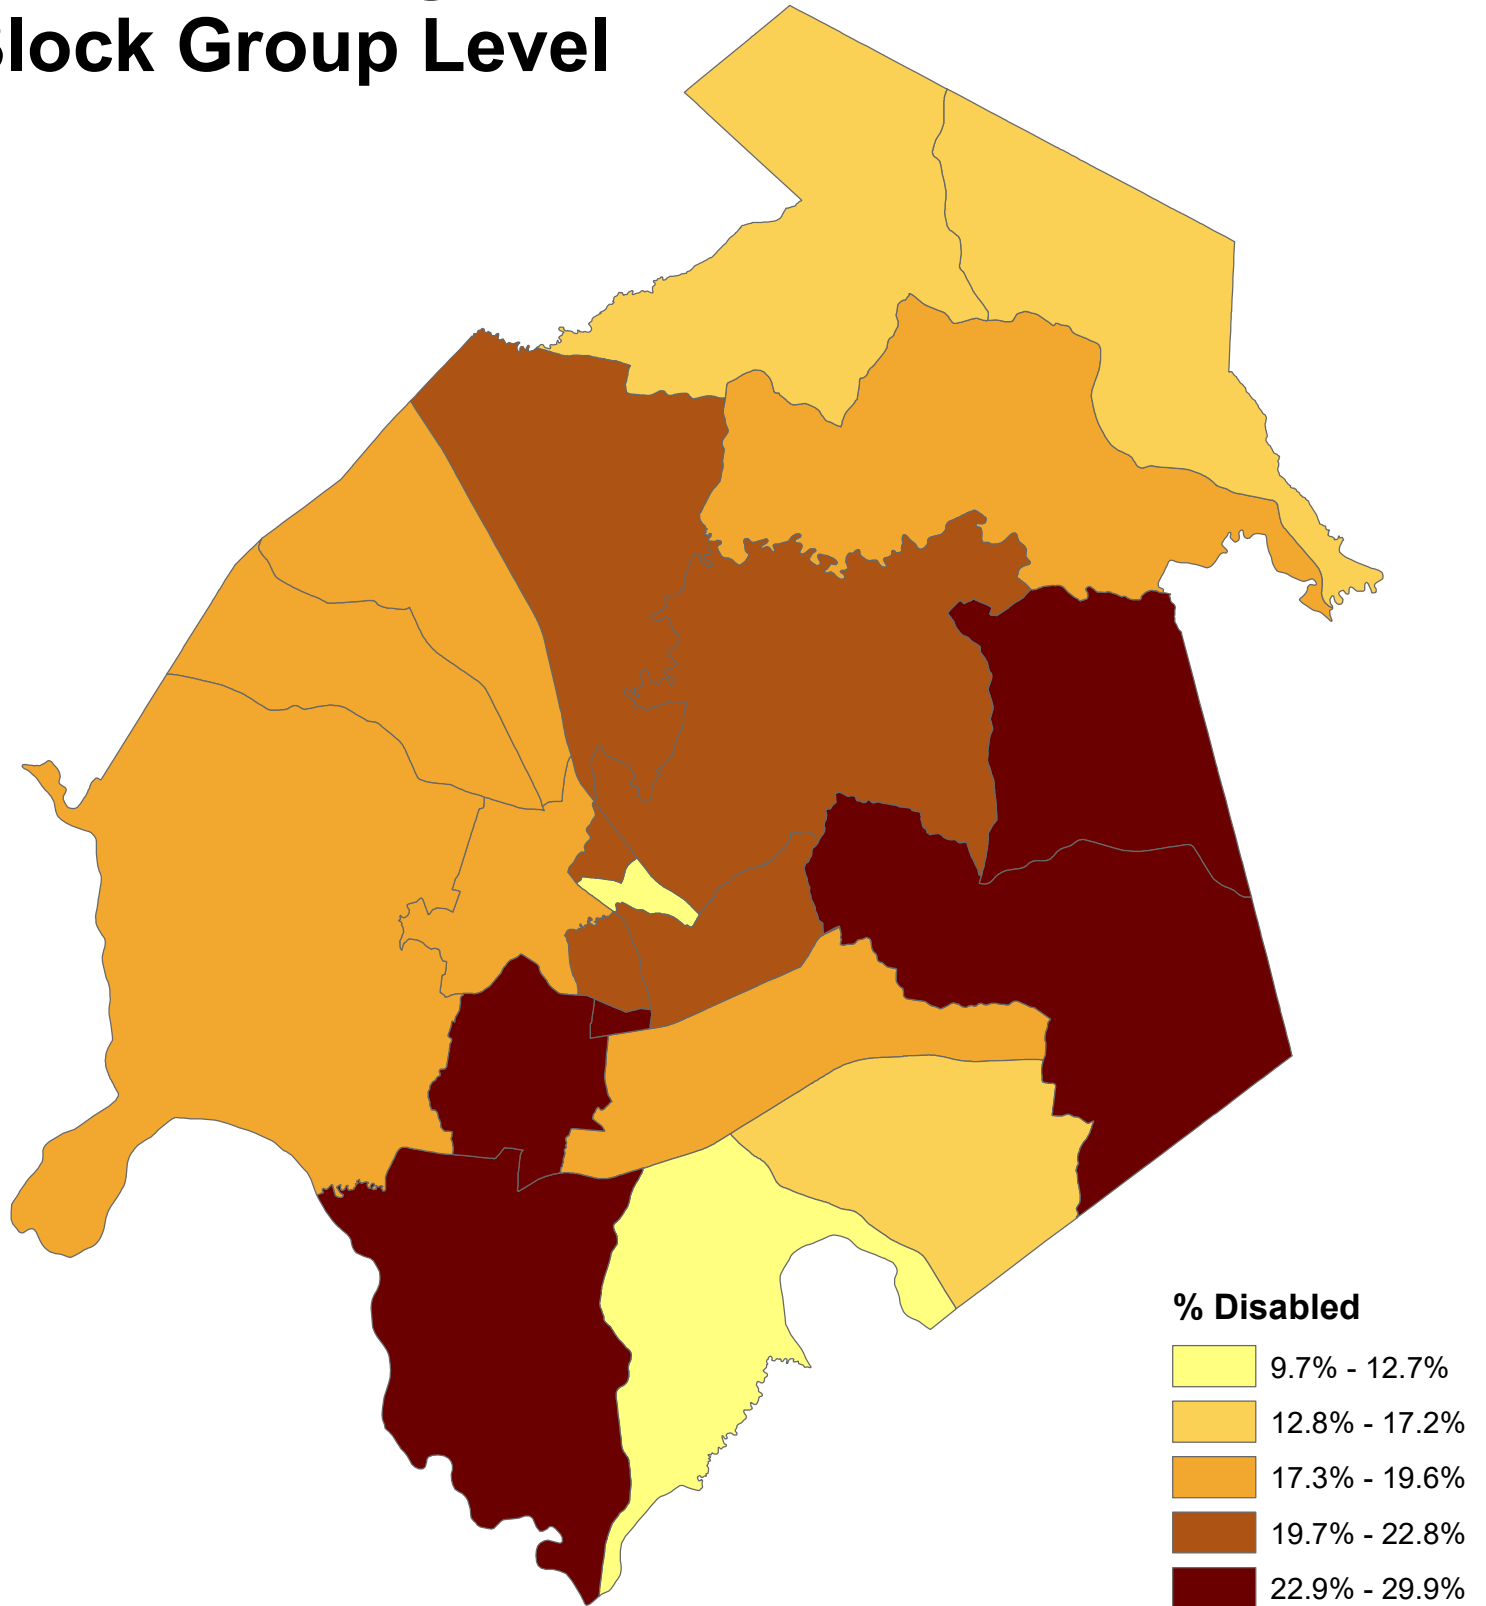 Block Group Level
% Disabled
9.7% - 12.7%
12.8% - 17.2%
17.3% - 19.6%
19.7% - 22.8%
22.9% - 29.9%